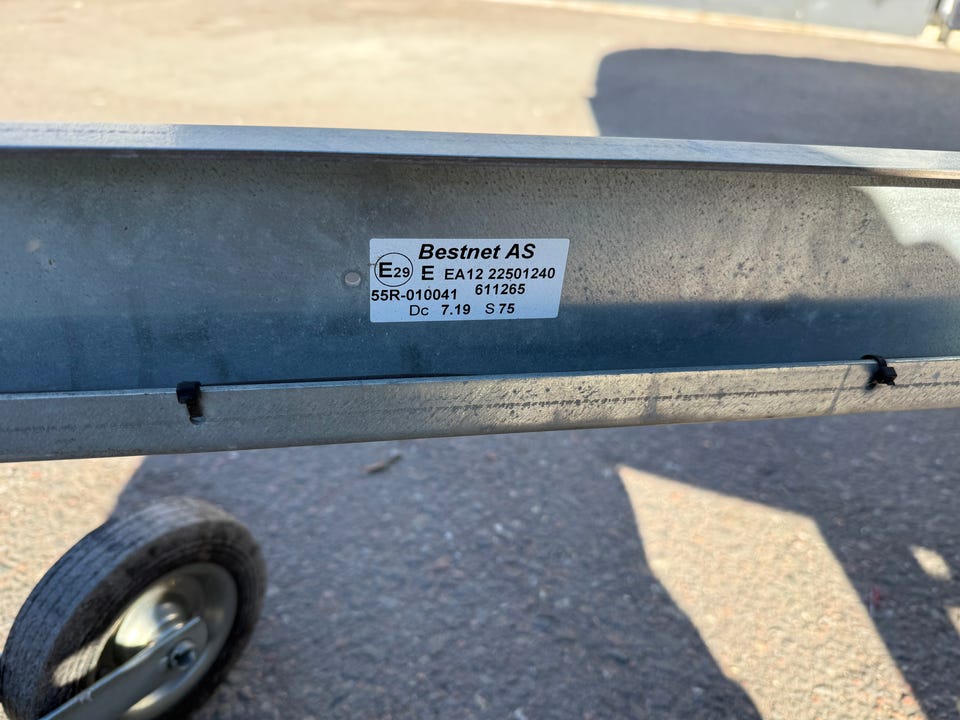 Bestnet AS
E29 E EA12 22501240
55R-010041 611265
Dc 7.19 S 75